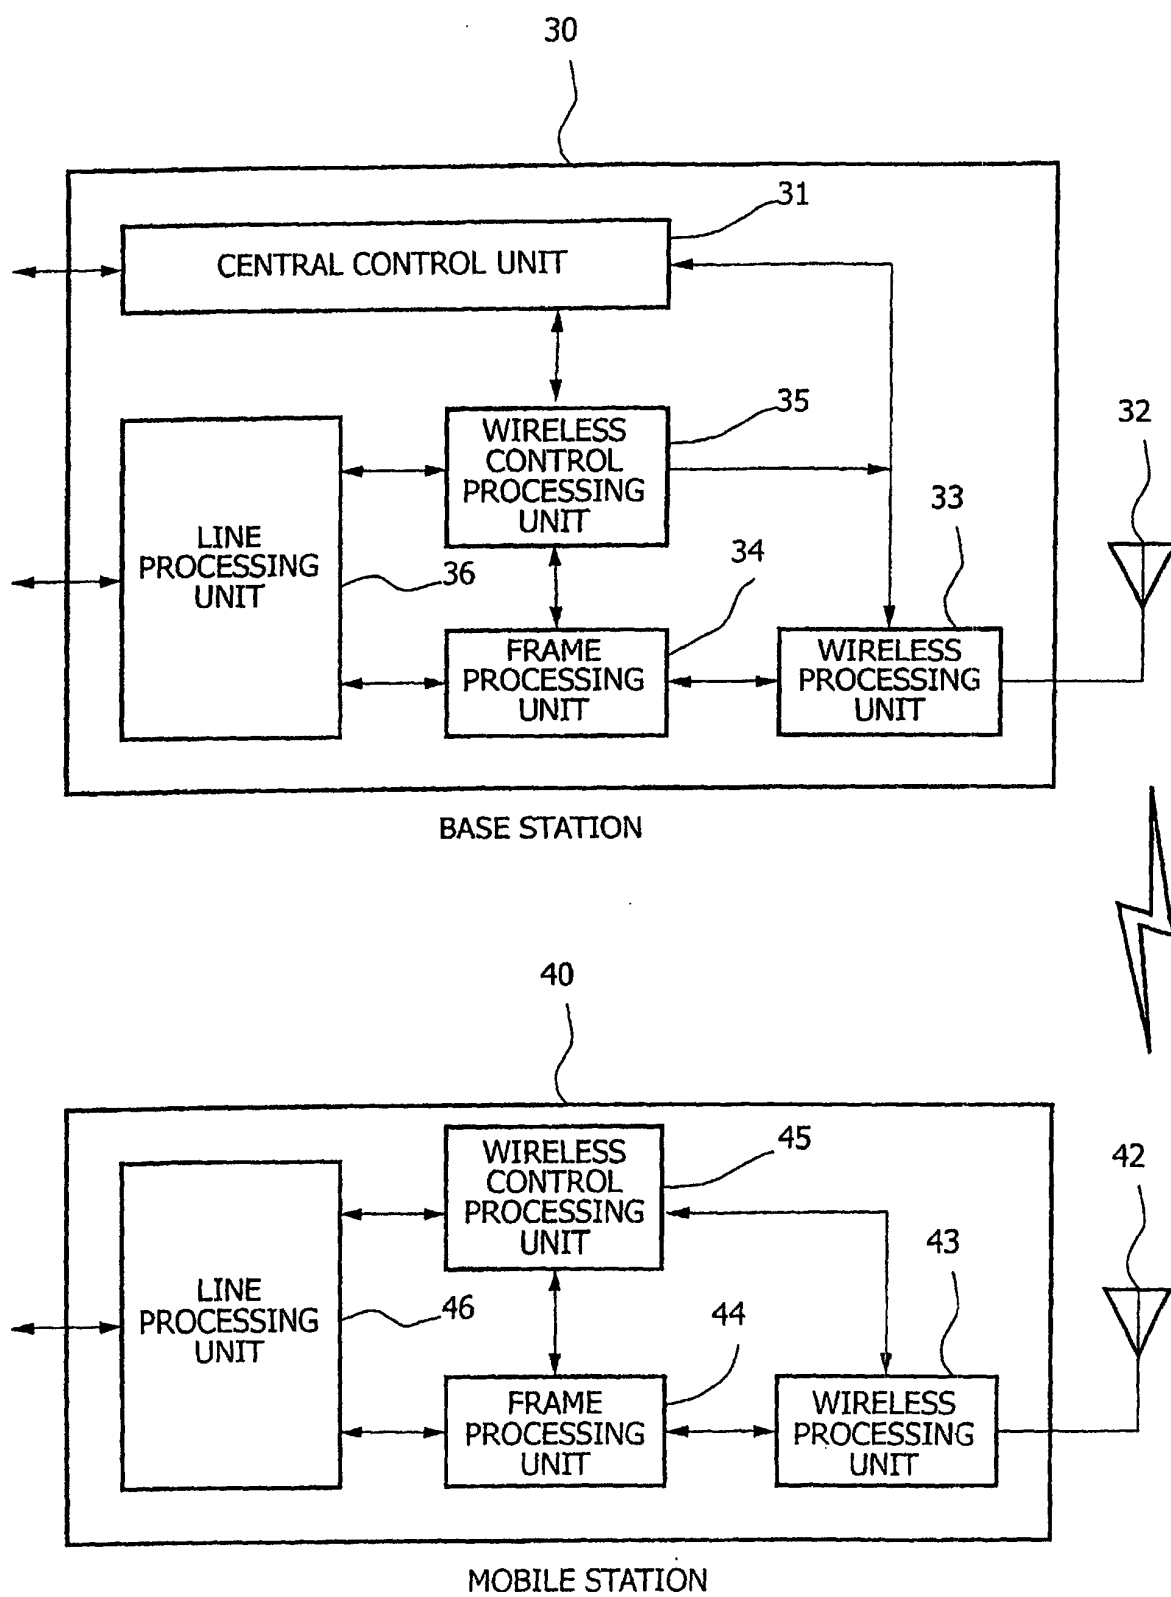 30
31
CENTRAL CONTROL UNIT
35
32
WIRELESS
CONTROL
PROCESSING
UNIT
33
LINE
PROCESSING
UNIT
36
34
FRAME
PROCESSING
UNIT
WIRELESS
PROCESSING
UNIT
BASE STATION
40
45
42
WIRELESS
CONTROL
PROCESSING
UNIT
43
LINE
PROCESSING
UNIT
46
44
FRAME
PROCESSING
UNIT
WIRELESS
PROCESSING
UNIT
MOBILE STATION